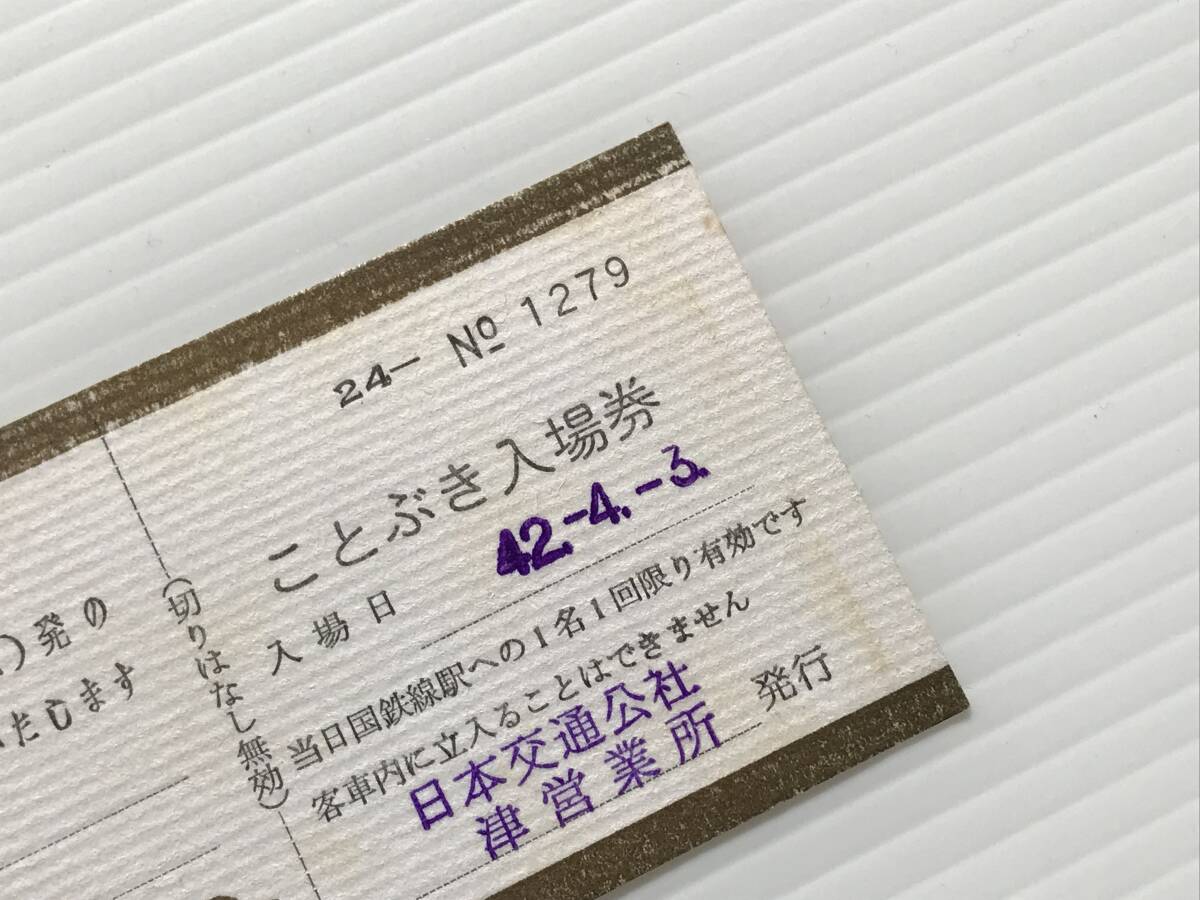 24- № 1279
ことぶき入場券
入場日 42.-4.-3.
当日国鉄線駅への1名1回限り有効です
客車内に立入ることはできません
日本交通公社
津営業所 発行
(切りはなし無効)
)発の
たします